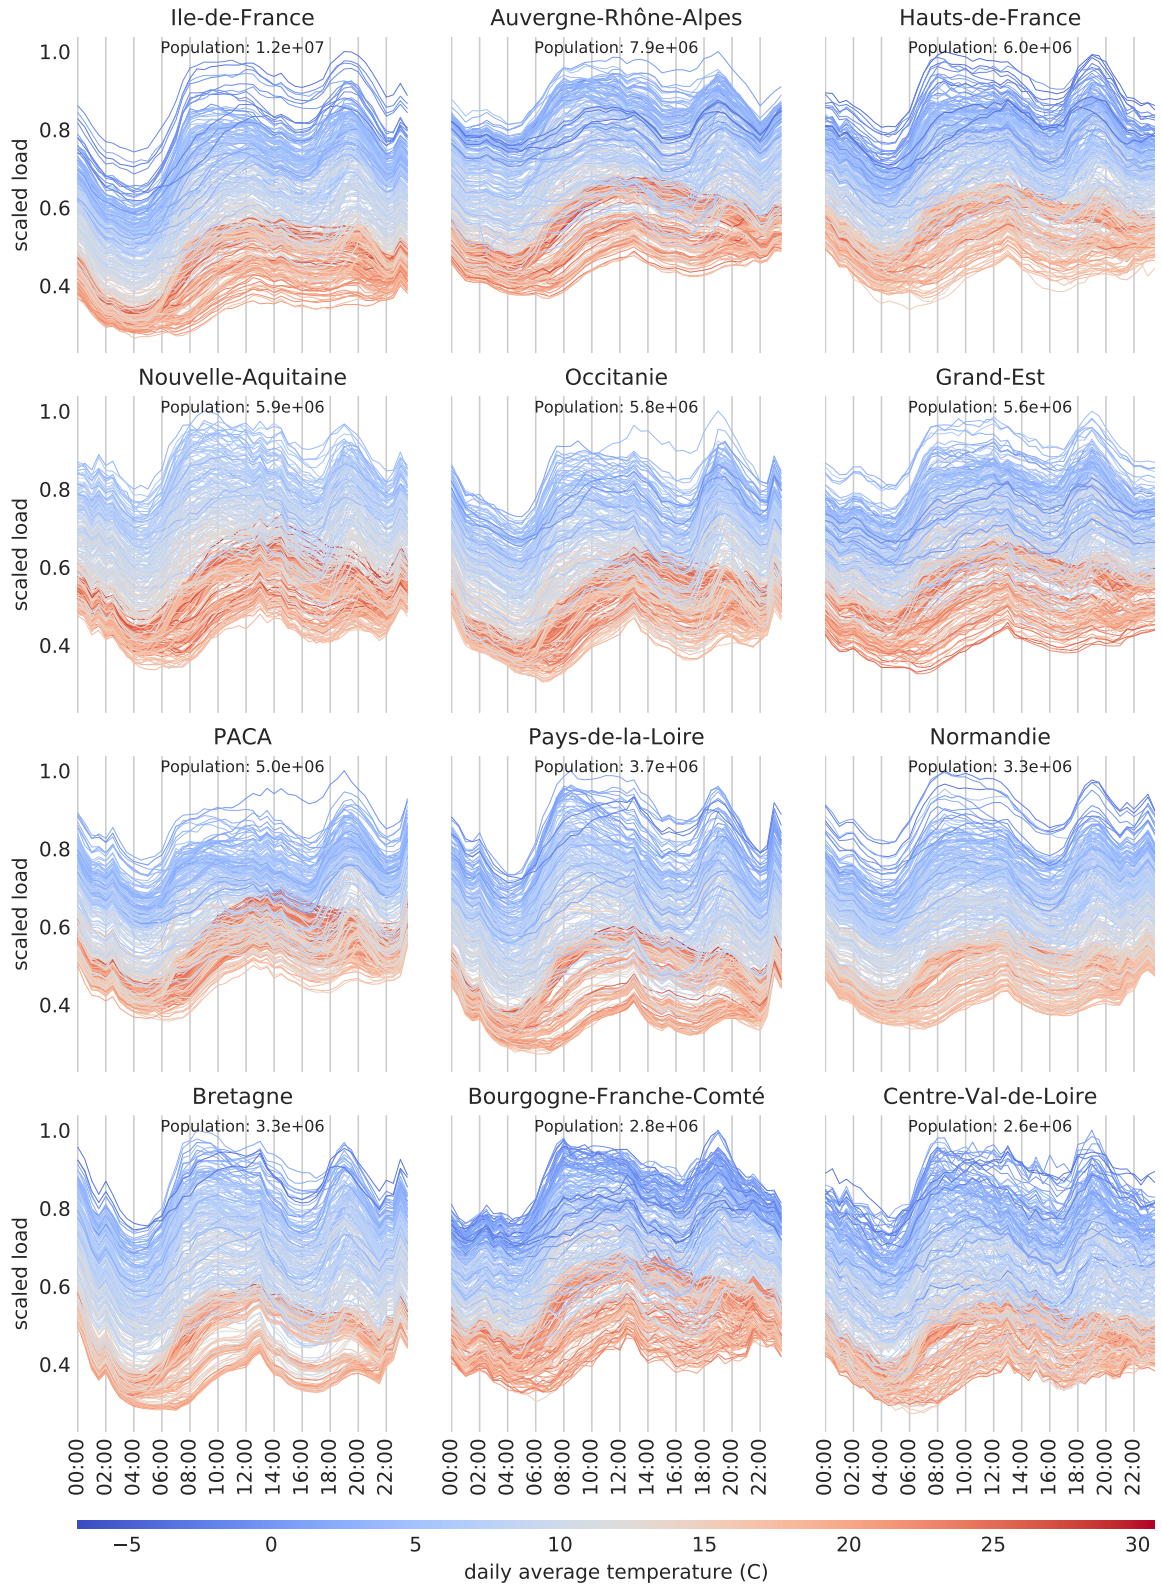 Ile-de-France
Auvergne-Rhône-Alpes
Hauts-de-France
Population: 1.2e+07
Population: 7.9e+06
Population: 6.0e+06
1.0
0.8
0.6
0.4
scaled load
Nouvelle-Aquitaine
Occitanie
Grand-Est
Population: 5.9e+06
Population: 5.8e+06
Population: 5.6e+06
1.0
0.8
0.6
0.4
scaled load
PACA
Pays-de-la-Loire
Normandie
Population: 5.0e+06
Population: 3.7e+06
Population: 3.3e+06
1.0
0.8
0.6
0.4
scaled load
Bretagne
Bourgogne-Franche-Comté
Centre-Val-de-Loire
Population: 3.3e+06
Population: 2.8e+06
Population: 2.6e+06
1.0
0.8
0.6
0.4
scaled load
00:00 02:00 04:00 06:00 08:00 10:00 12:00 14:00 16:00 18:00 20:00 22:00
00:00 02:00 04:00 06:00 08:00 10:00 12:00 14:00 16:00 18:00 20:00 22:00
00:00 02:00 04:00 06:00 08:00 10:00 12:00 14:00 16:00 18:00 20:00 22:00
−5 0 5 10 15 20 25 30
daily average temperature (C)